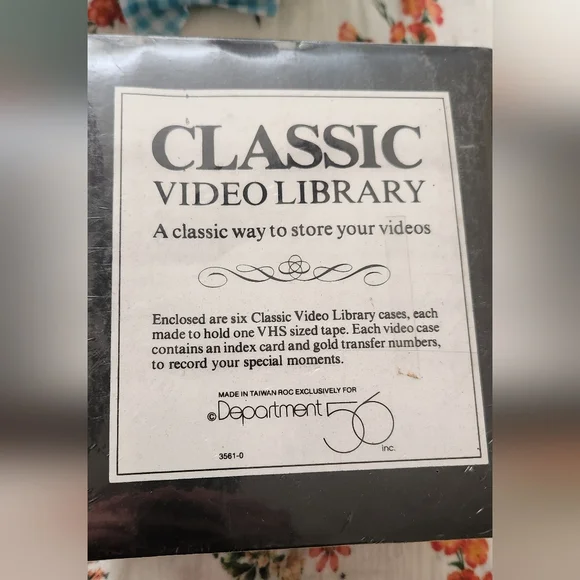 CLASSIC
VIDEO LIBRARY
A classic way to store your videos
Enclosed are six Classic Video Library cases, each
made to hold one VHS sized tape. Each video case
contains an index card and gold transfer numbers,
to record your special moments.
MADE IN TAIWAN ROC EXCLUSIVELY FOR
©Department 56
inc.
3561-0